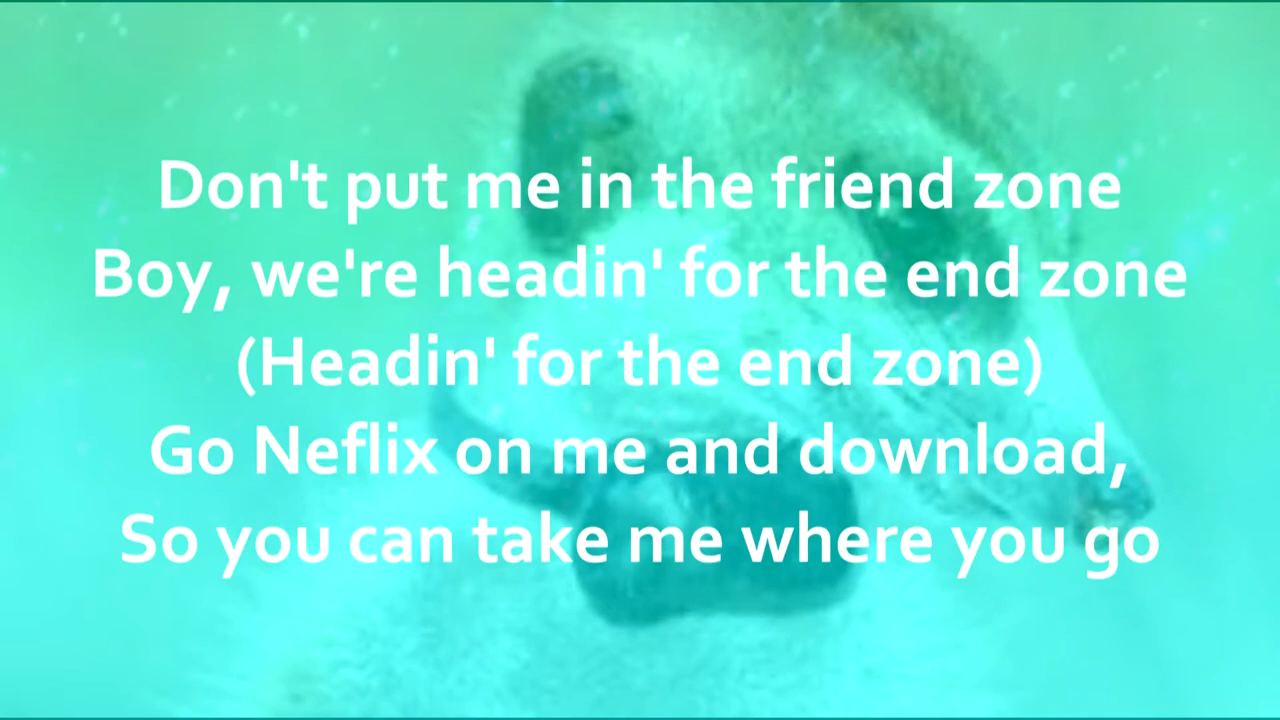 Don't put me in the friend zone
Boy, we're headin' for the end zone
(Headin' for the end zone)
Go Neflix on me and download,
So you can take me where you go